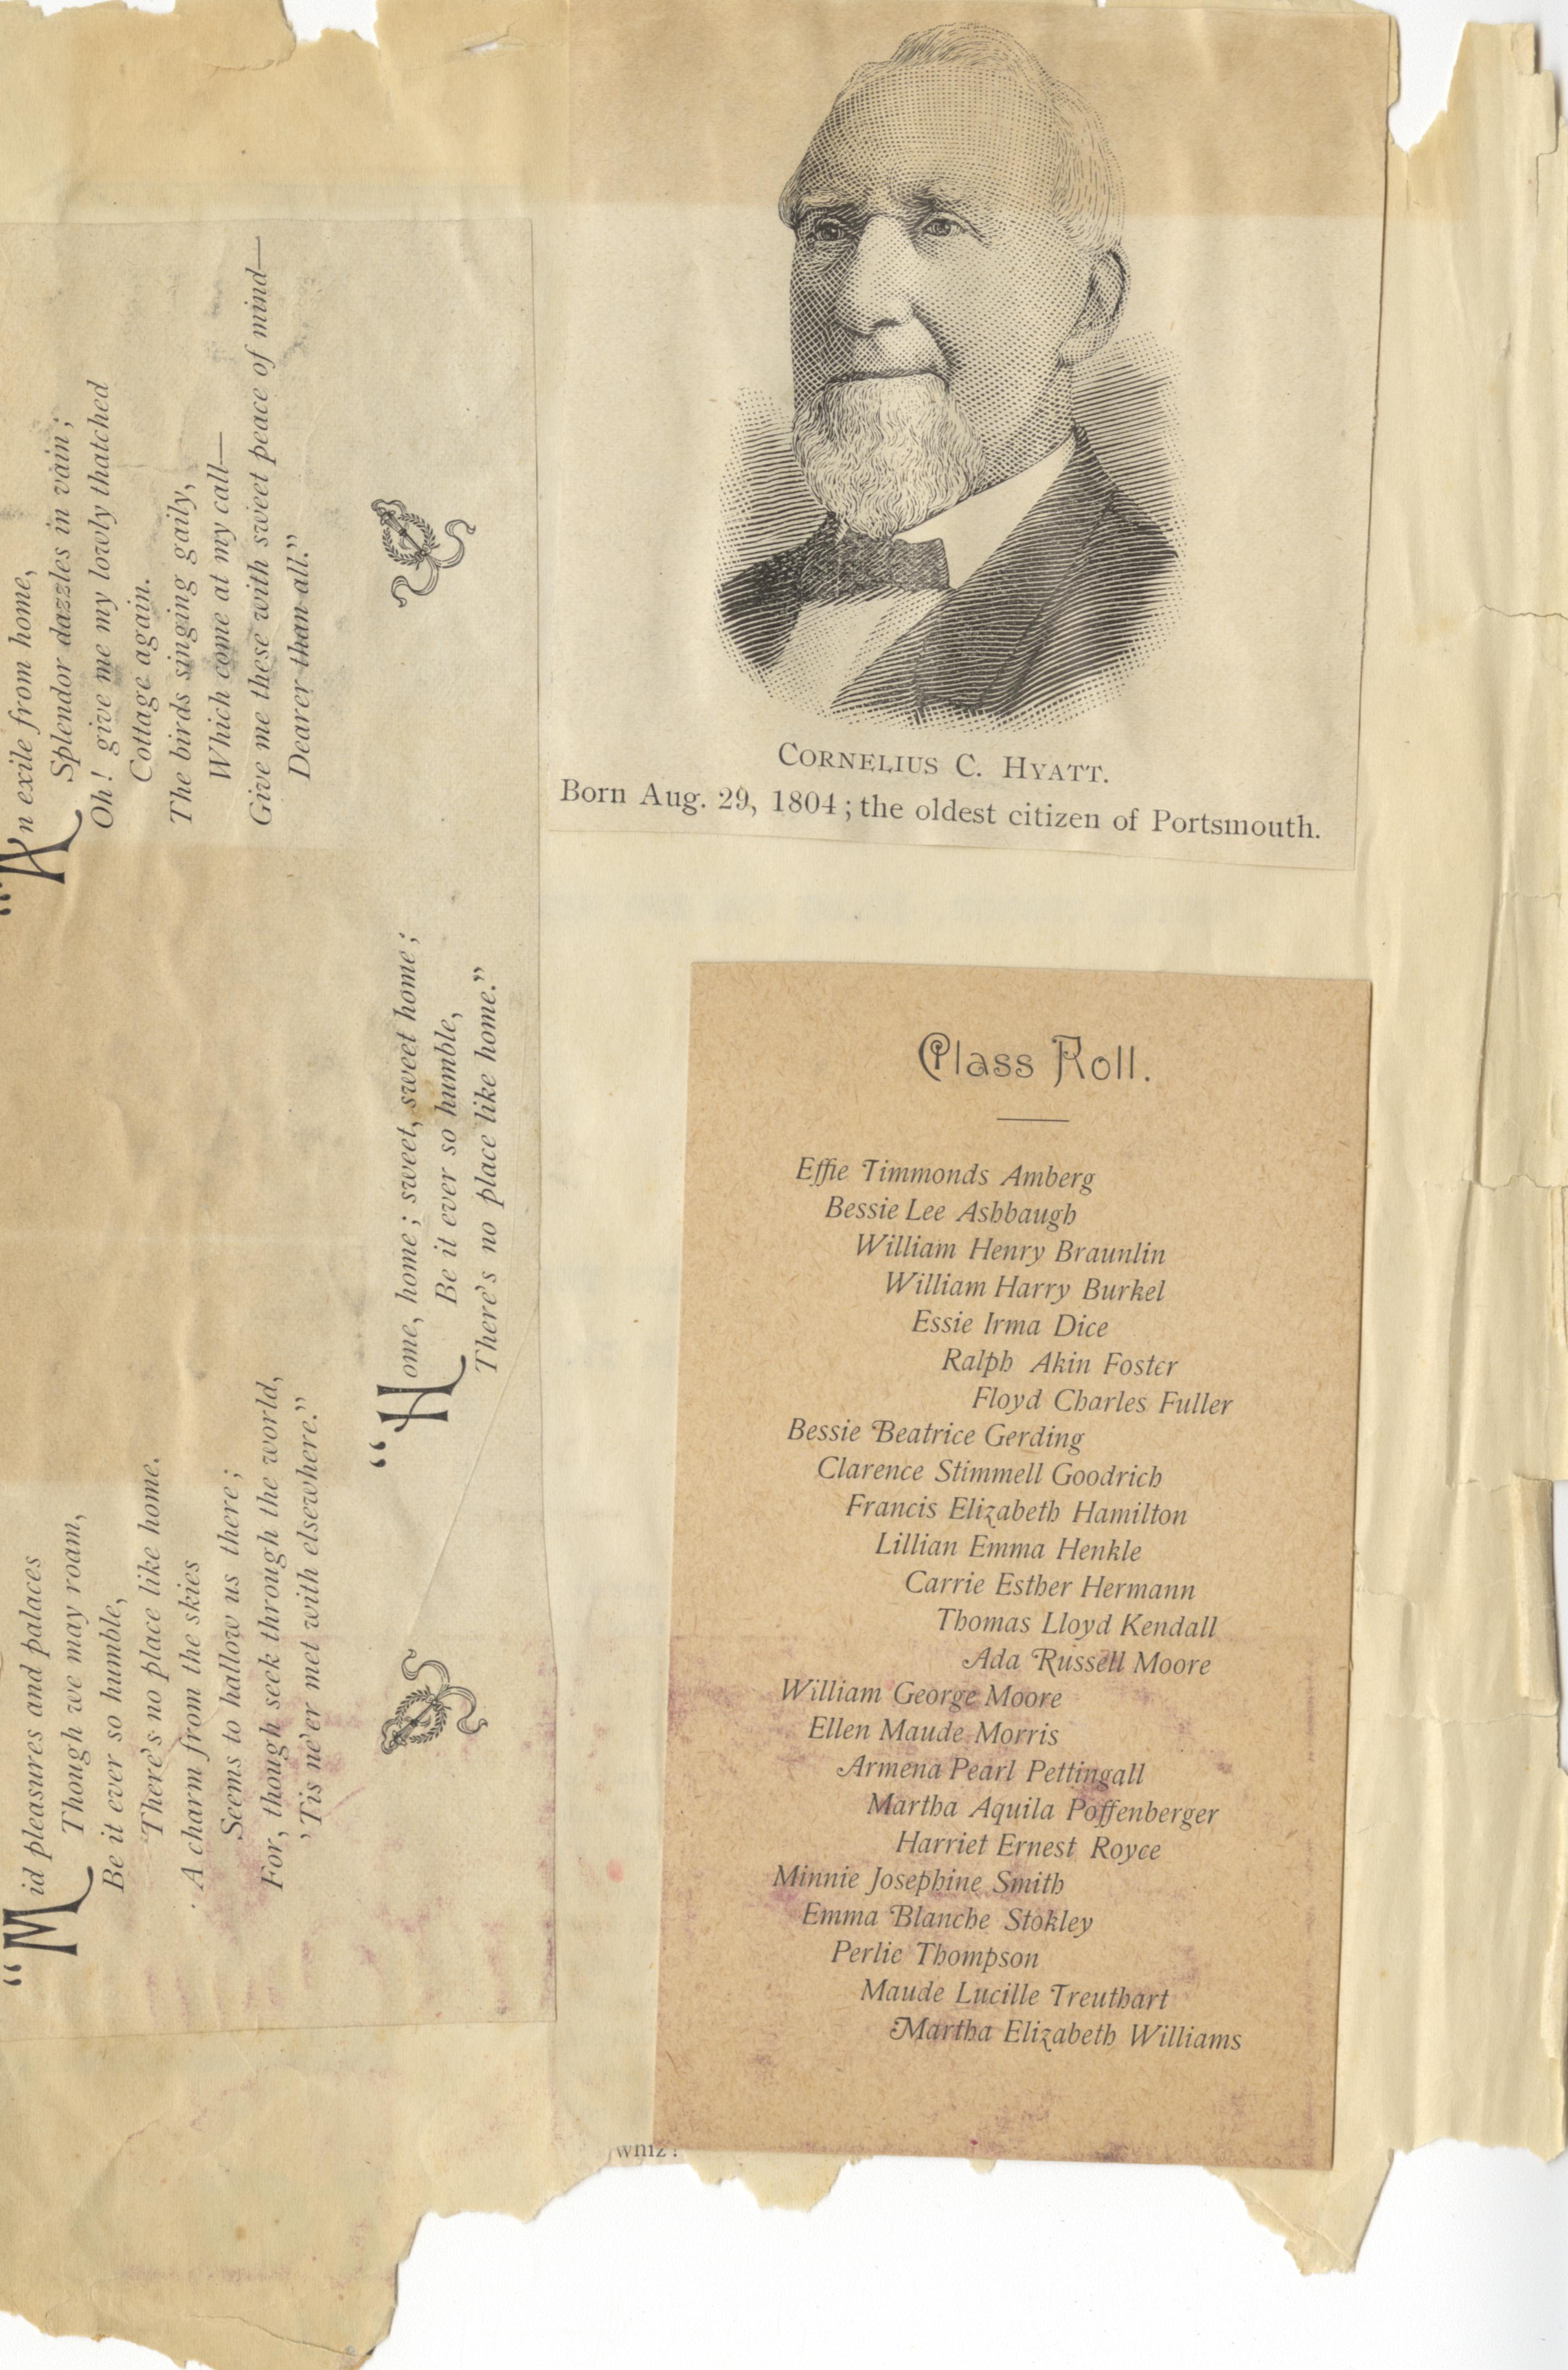 "Mid pleasures and palaces
Though we may roam,
Be it ever so humble,
There's no place like home.
A charm from the skies
Seems to hallow us there;
For, though seek through the world,
'Tis ne'er met with elsewhere."
"An exile from home,
Splendor dazzles in vain;
Oh! give me my lowly thatched
Cottage again.
The birds singing gaily,
Which come at my call—
Give me these with sweet peace of mind—
Dearer than all."
"Home, home; sweet, sweet home;
Be it ever so humble,
There's no place like home."
CORNELIUS C. HYATT.
Born Aug. 29, 1804; the oldest citizen of Portsmouth.
Class Roll.
Effie Timmonds Amberg
Bessie Lee Ashbaugh
William Henry Braunlin
William Harry Burkel
Essie Irma Dice
Ralph Akin Foster
Floyd Charles Fuller
Bessie Beatrice Gerding
Clarence Stimmell Goodrich
Francis Elizabeth Hamilton
Lillian Emma Henkle
Carrie Esther Hermann
Thomas Lloyd Kendall
Ada Russell Moore
William George Moore
Ellen Maude Morris
Armena Pearl Pettingall
Martha Aquila Poffenberger
Harriet Ernest Royce
Minnie Josephine Smith
Emma Blanche Stokley
Perlie Thompson
Maude Lucille Treuthart
Martha Elizabeth Williams
whiz!